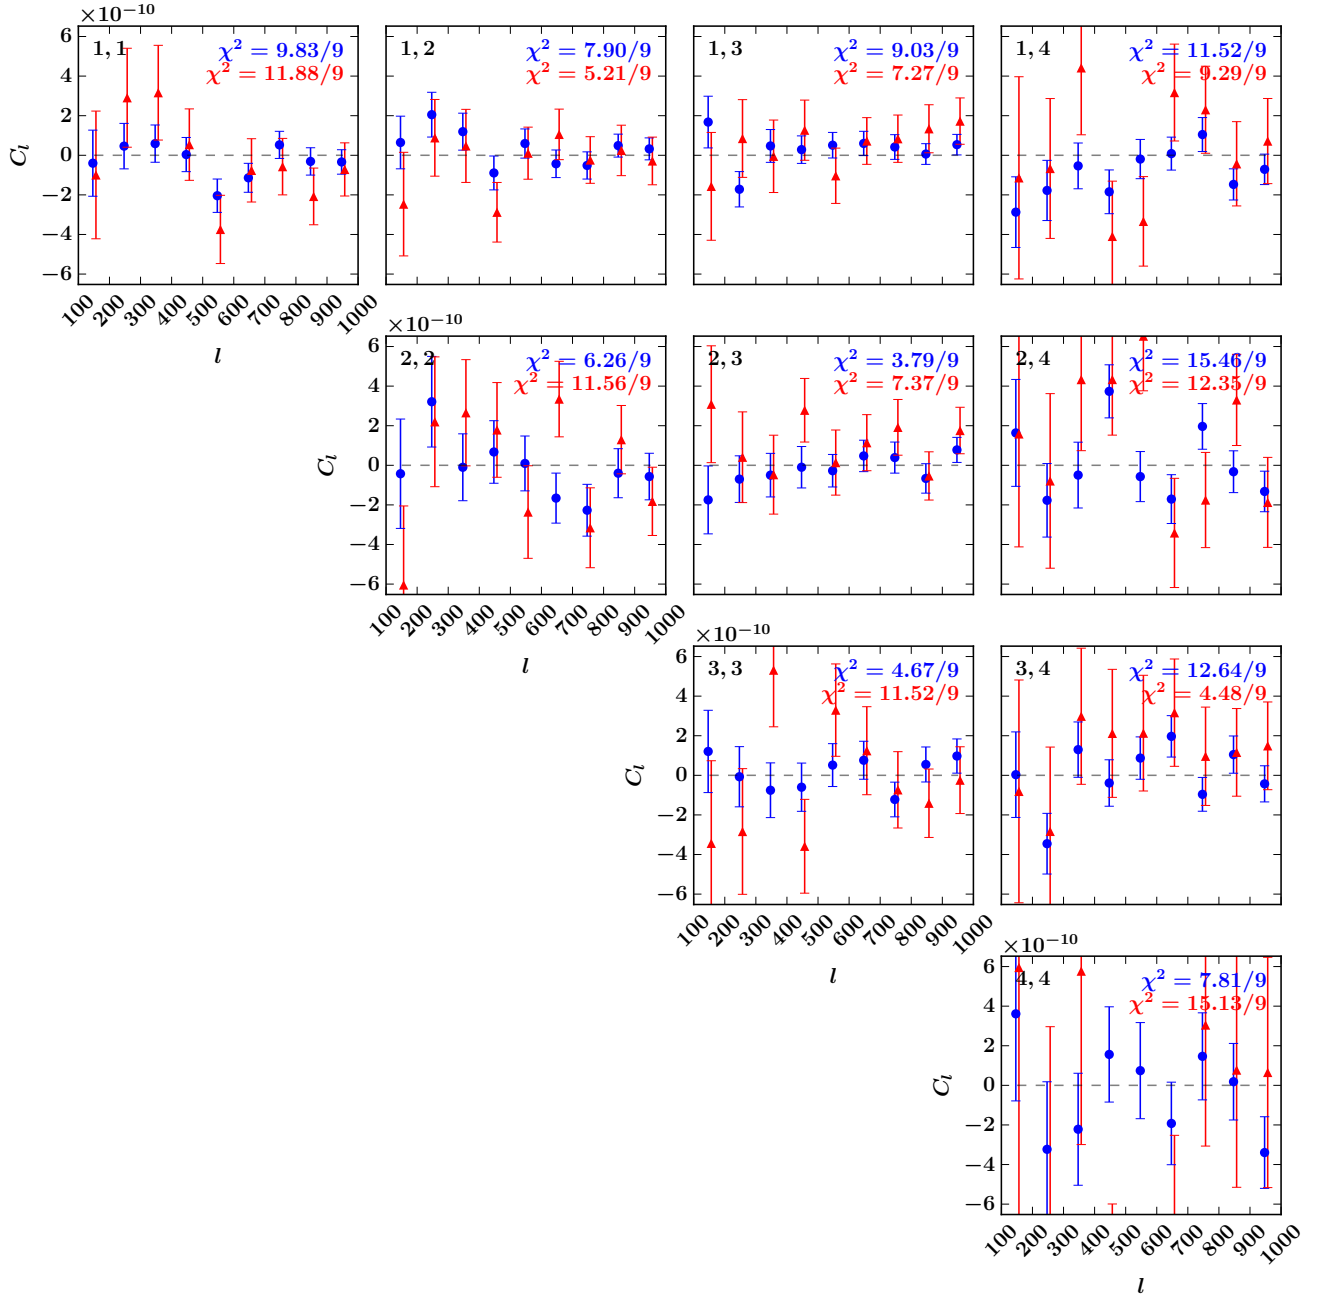 ×10⁻¹⁰
1, 1
χ² = 9.83/9
χ² = 11.88/9
1, 2
χ² = 7.90/9
χ² = 5.21/9
1, 3
χ² = 9.03/9
χ² = 7.27/9
1, 4
χ² = 11.52/9
χ² = 9.29/9
6
4
2
0
−2
−4
−6
C_l
100 200 300 400 500 600 700 800 900 1000
l
×10⁻¹⁰
2, 2
χ² = 6.26/9
χ² = 11.56/9
2, 3
χ² = 3.79/9
χ² = 7.37/9
2, 4
χ² = 15.46/9
χ² = 12.35/9
6
4
2
0
−2
−4
−6
C_l
100 200 300 400 500 600 700 800 900 1000
l
×10⁻¹⁰
3, 3
χ² = 4.67/9
χ² = 11.52/9
3, 4
χ² = 12.64/9
χ² = 4.48/9
6
4
2
0
−2
−4
−6
C_l
100 200 300 400 500 600 700 800 900 1000
l
×10⁻¹⁰
4, 4
χ² = 7.81/9
χ² = 15.13/9
6
4
2
0
−2
−4
−6
C_l
100 200 300 400 500 600 700 800 900 1000
l